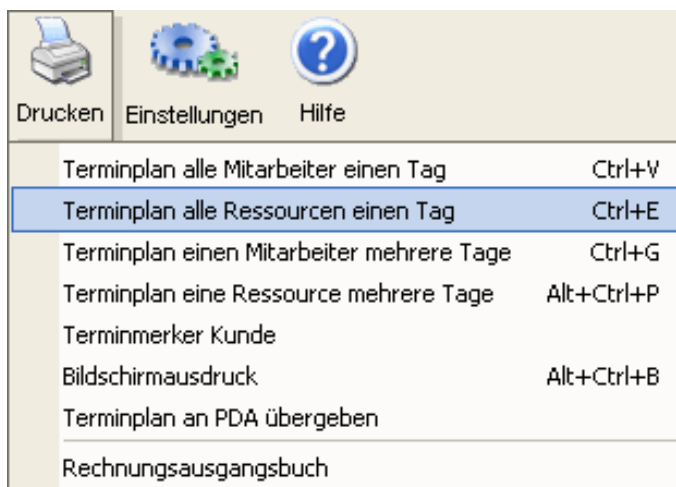 Drucken Einstellungen Hilfe
Terminplan alle Mitarbeiter einen Tag Ctrl+V
Terminplan alle Ressourcen einen Tag Ctrl+E
Terminplan einen Mitarbeiter mehrere Tage Ctrl+G
Terminplan eine Ressource mehrere Tage Alt+Ctrl+P
Terminmerker Kunde
Bildschirmausdruck Alt+Ctrl+B
Terminplan an PDA übergeben
Rechnungsausgangsbuch